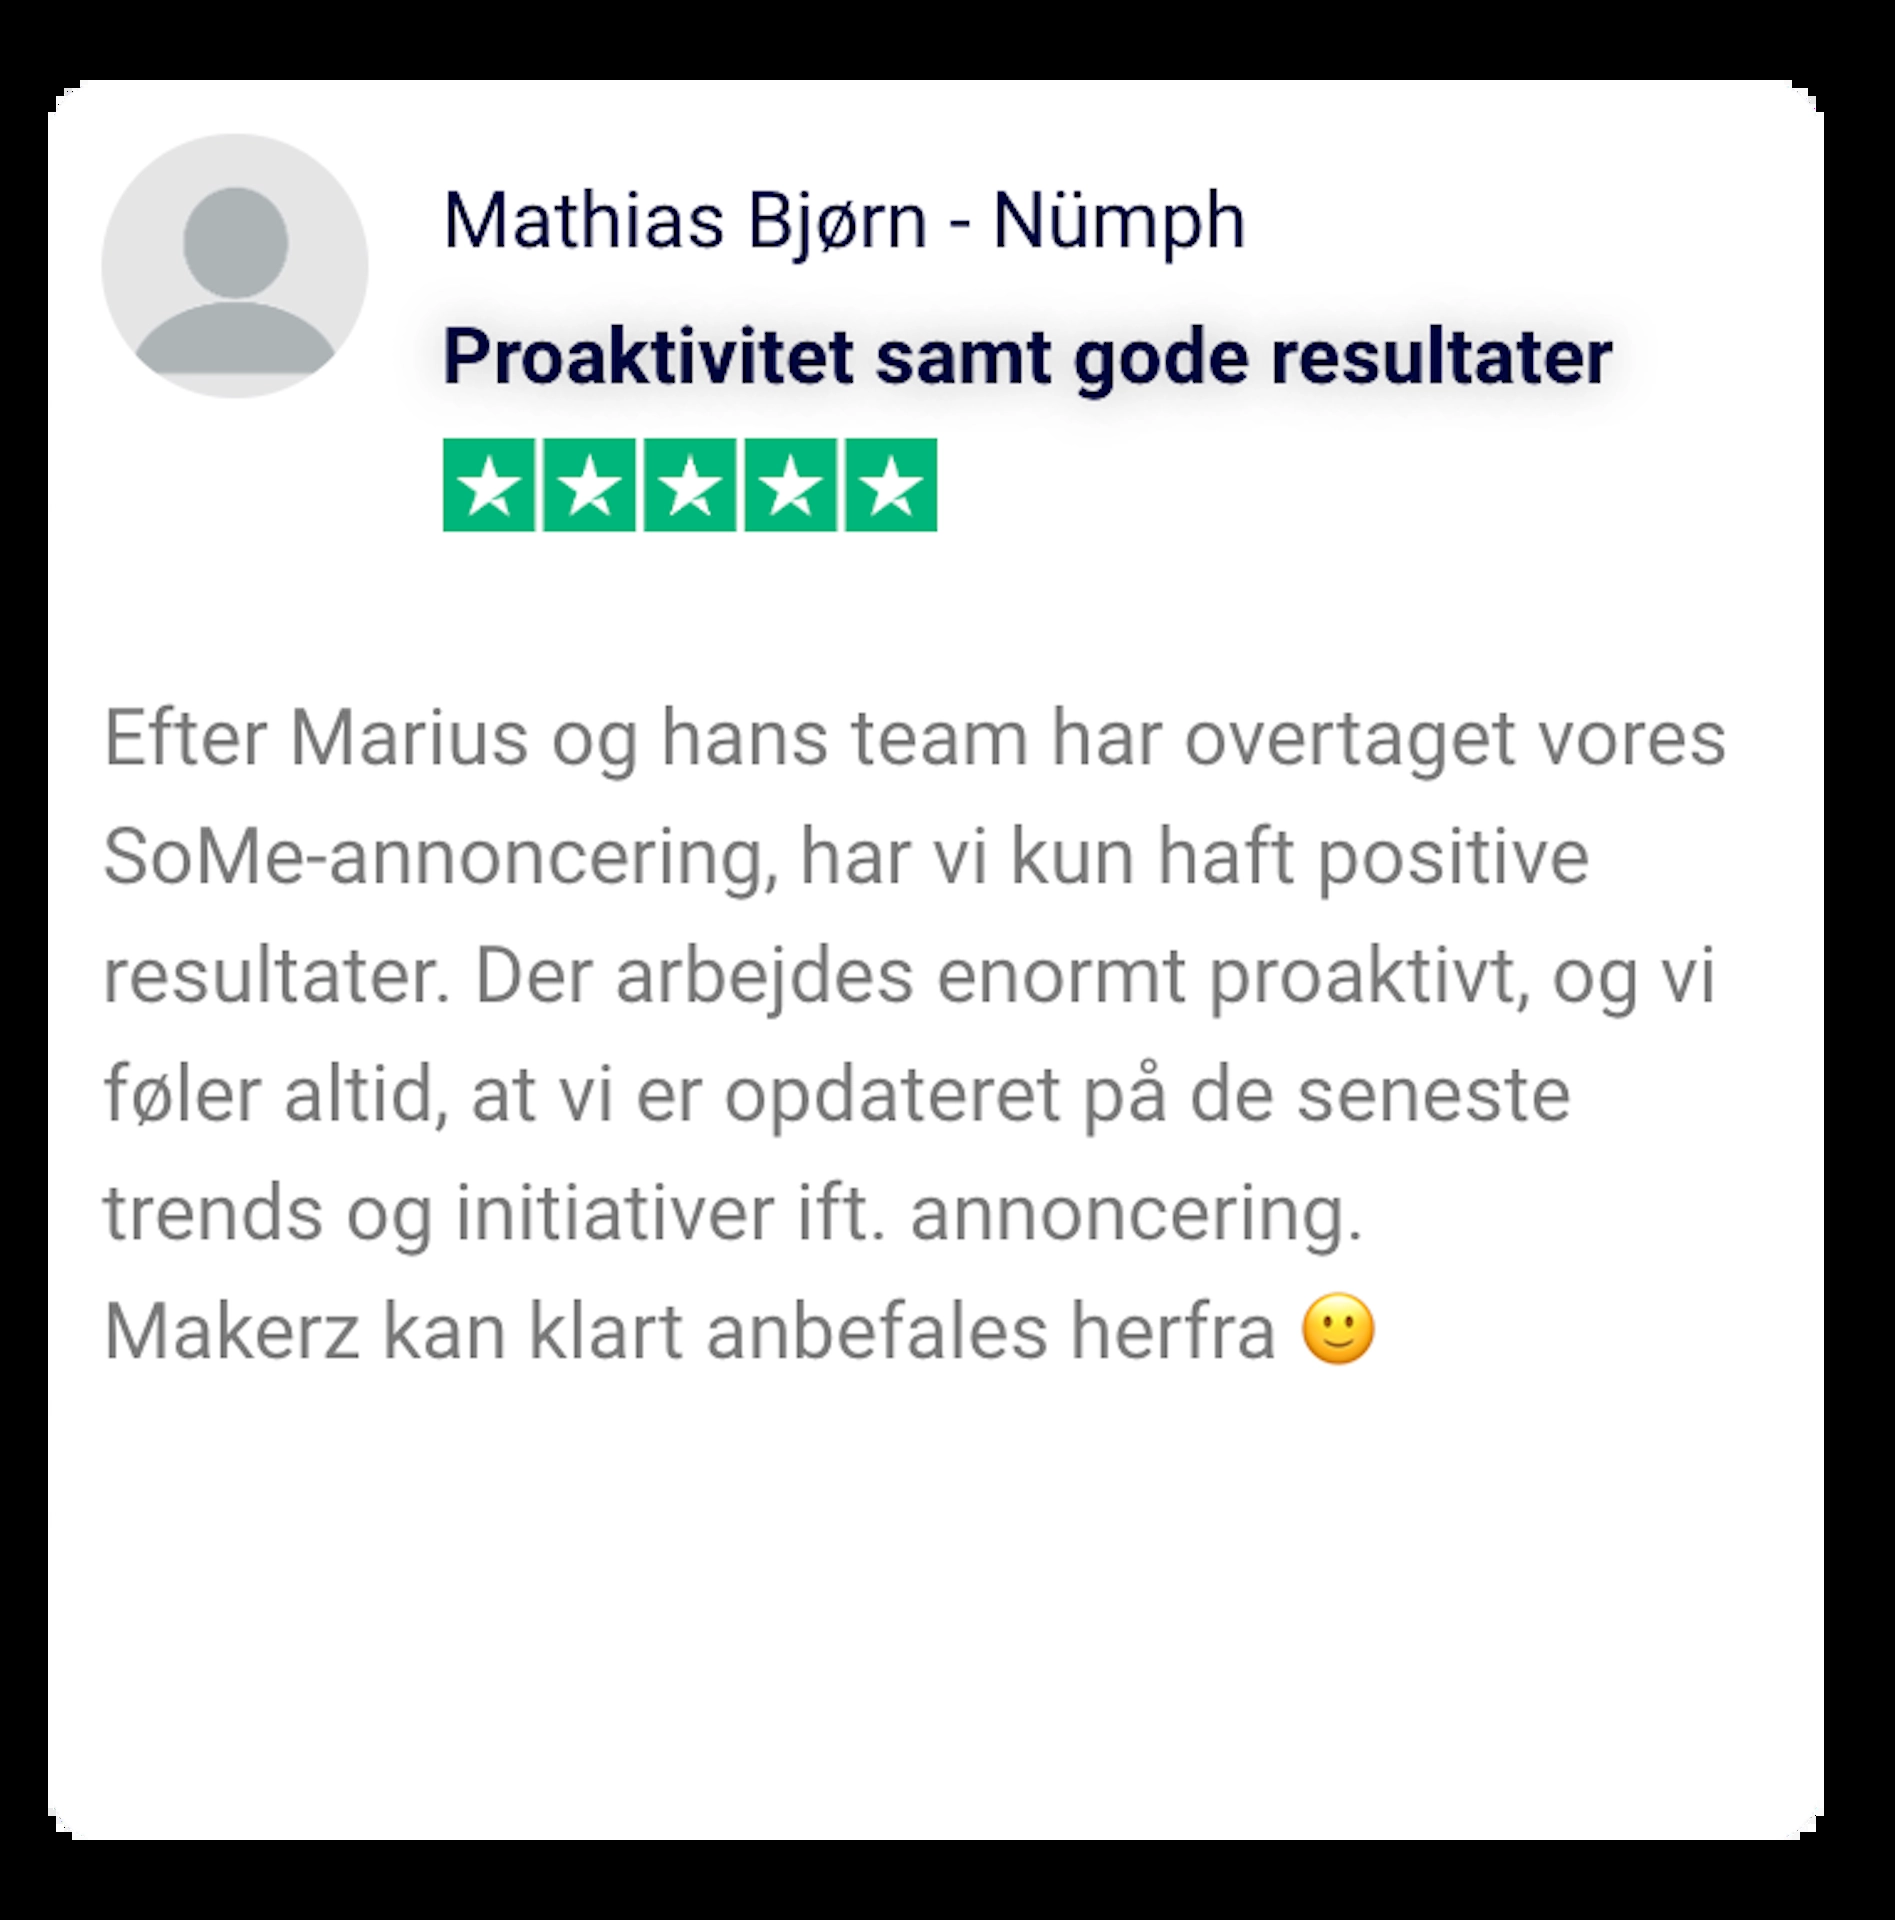 Mathias Bjørn - Nümph
Proaktivitet samt gode resultater
Efter Marius og hans team har overtaget vores
SoMe-annoncering, har vi kun haft positive
resultater. Der arbejdes enormt proaktivt, og vi
føler altid, at vi er opdateret på de seneste
trends og initiativer ift. annoncering.
Makerz kan klart anbefales herfra 🙂